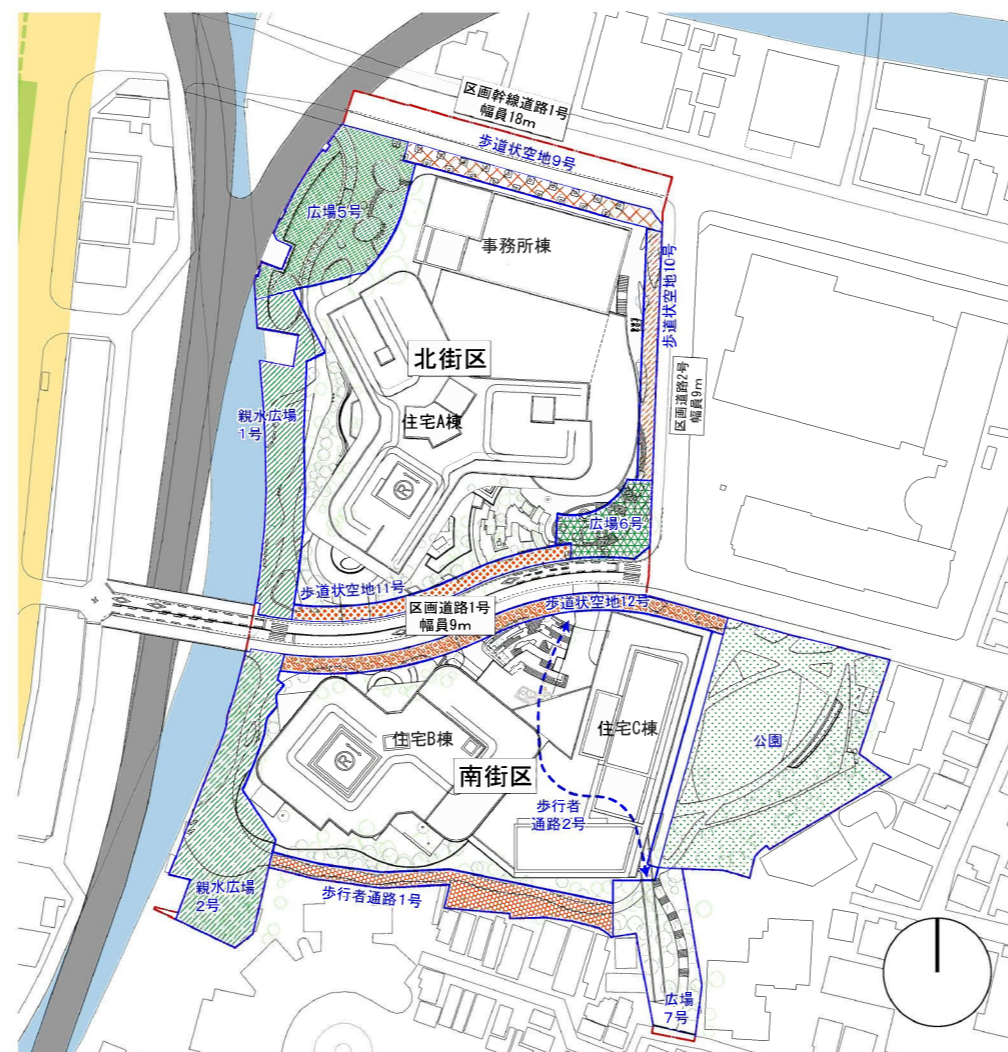 区画幹線道路1号
幅員18m
歩道状空地9号
広場5号
事務所棟
歩道状空地10号
北街区
区画道路2号
幅員9m
親水広場
1号
住宅A棟
R
広場6号
歩道状空地11号
区画道路1号
幅員9m
歩道状空地12号
住宅B棟
R
住宅C棟
公園
南街区
歩行者
通路2号
親水広場
2号
歩行者通路1号
広場
7号